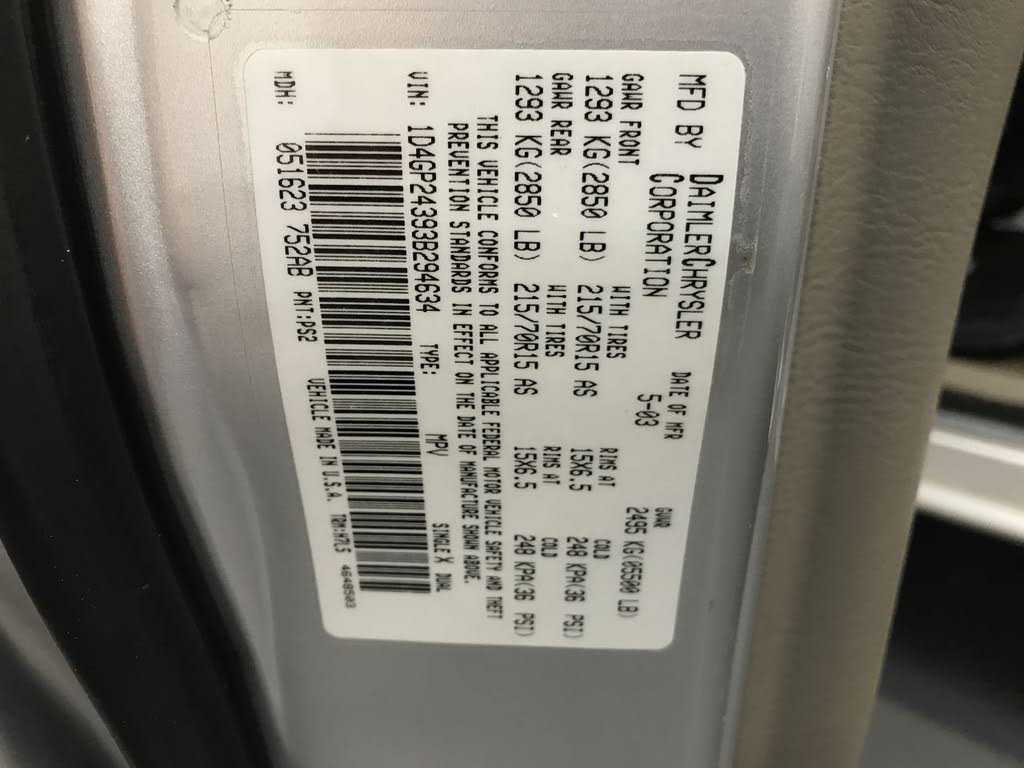 MFD BY DAIMLERCHRYSLER CORPORATION DATE OF MFR 5-03 GVWR 2495 KG(05500 LB)
GAWR FRONT WITH TIRES RIMS AT COLD
1293 KG(2850 LB) 215/70R15 AS 15X6.5 248 KPA(36 PSI)
GAWR REAR WITH TIRES RIMS AT COLD
1293 KG(2850 LB) 215/70R15 AS 15X6.5 248 KPA(36 PSI)
THIS VEHICLE CONFORMS TO ALL APPLICABLE FEDERAL MOTOR VEHICLE SAFETY AND THEFT
PREVENTION STANDARDS IN EFFECT ON THE DATE OF MANUFACTURE SHOWN ABOVE.
VIN: 1D4GP24393B294634 TYPE: MPV SINGLE X DUAL
MDH: 051623 752AB PNT:PS2 VEHICLE MADE IN U.S.A. 4648503